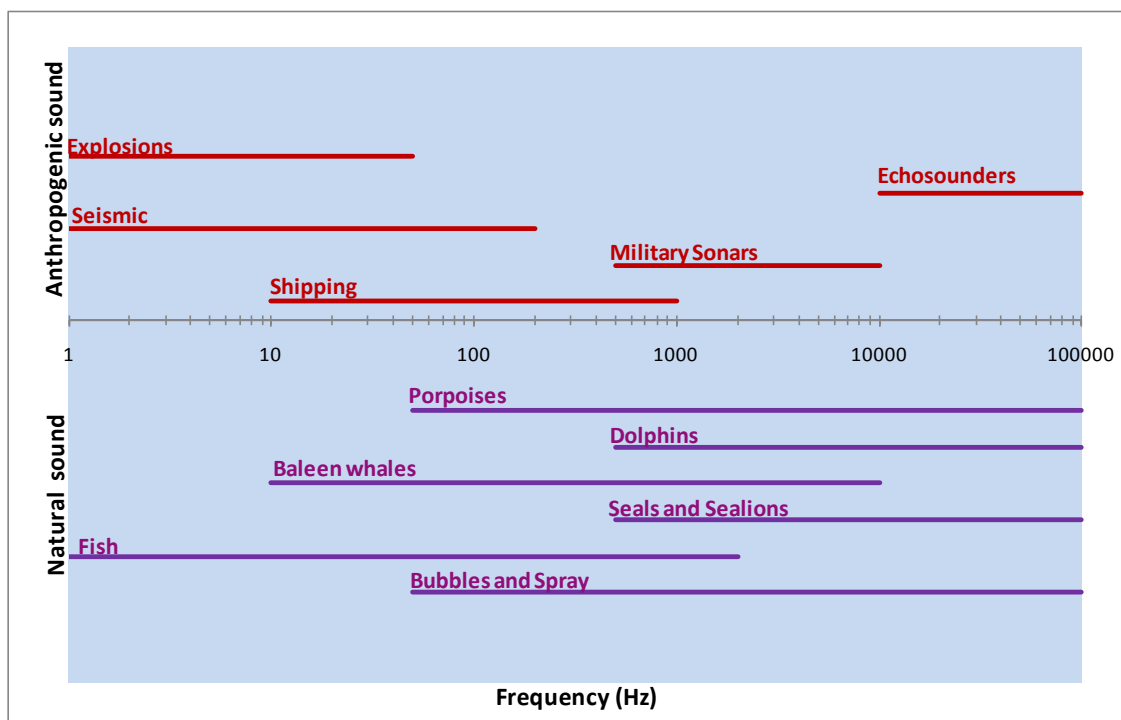 Anthropogenic sound
Explosions
Echosounders
Seismic
Military Sonars
Shipping
1 10 100 1000 10000 100000
Natural sound
Porpoises
Dolphins
Baleen whales
Seals and Sealions
Fish
Bubbles and Spray
Frequency (Hz)